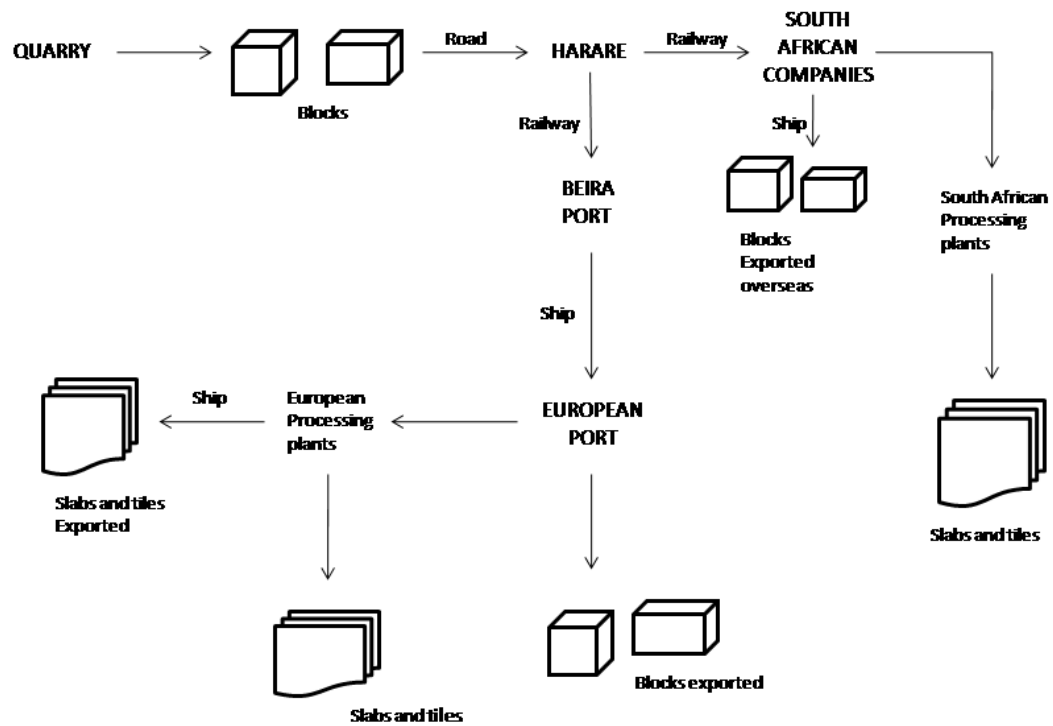 QUARRY
Blocks
Road
HARARE
Railway
SOUTH
AFRICAN
COMPANIES
Railway
Ship
BEIRA
PORT
Blocks
Exported
overseas
South African
Processing
plants
Ship
Ship
European
Processing
plants
EUROPEAN
PORT
Slabs and tiles
Exported
Slabs and tiles
Blocks exported
Slabs and tiles